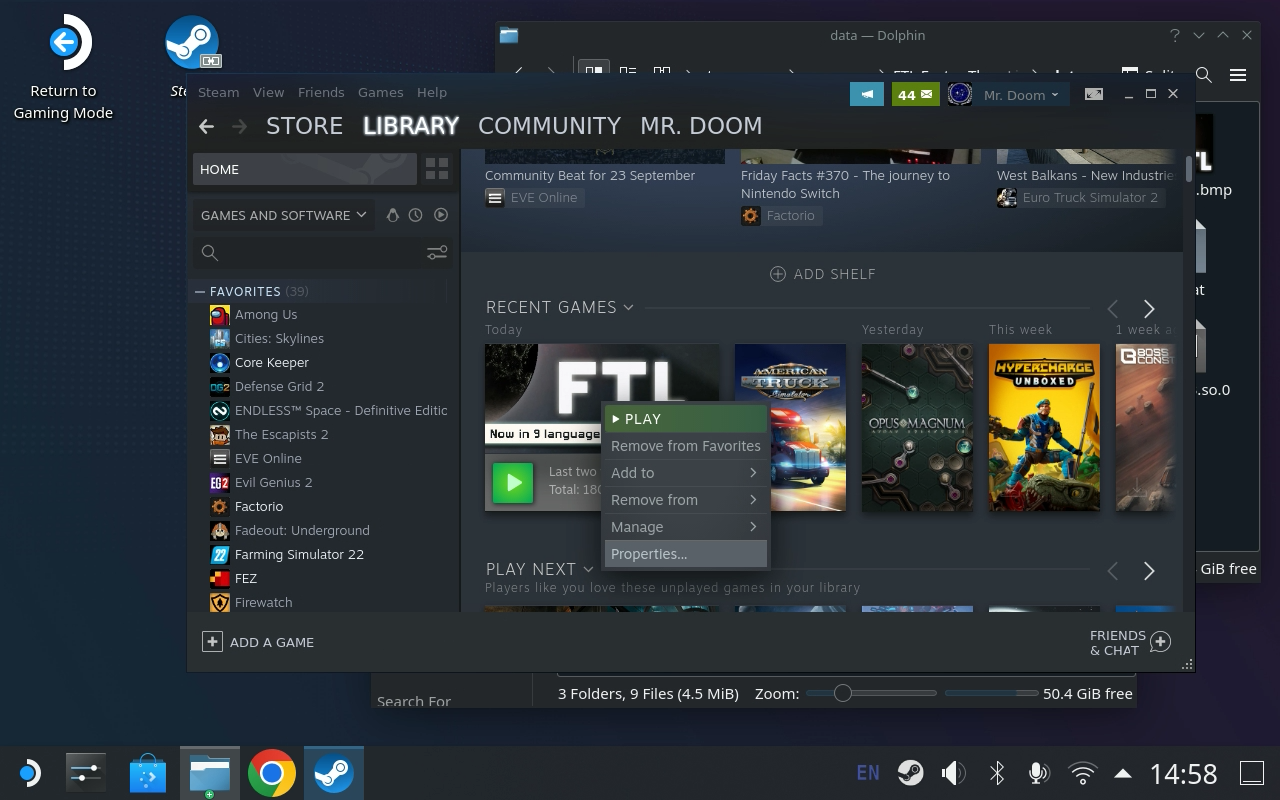 Return to
Gaming Mode
data — Dolphin
Steam View Friends Games Help
44
Mr. Doom
STORE LIBRARY COMMUNITY MR. DOOM
HOME
GAMES AND SOFTWARE
FAVORITES (39)
Among Us
Cities: Skylines
Core Keeper
Defense Grid 2
ENDLESS™ Space - Definitive Editic
The Escapists 2
EVE Online
Evil Genius 2
Factorio
Fadeout: Underground
Farming Simulator 22
FEZ
Firewatch
Community Beat for 23 September
EVE Online
Friday Facts #370 - The journey to
Nintendo Switch
Factorio
West Balkans - New Industrie
Euro Truck Simulator 2
ADD SHELF
RECENT GAMES
Today
Yesterday
This week
1 week a
FTL
Now in 9 language
Last two
Total: 180
AMERICAN
TRUCK
Simulator
OPUS MAGNUM
HYPERCHARGE
UNBOXED
BOSS
CONST
PLAY
Remove from Favorites
Add to
Remove from
Manage
Properties...
PLAY NEXT
Players like you love these unplayed games in your library
ADD A GAME
FRIENDS
& CHAT
.bmp
at
.so.0
GiB free
Search For
3 Folders, 9 Files (4.5 MiB) Zoom: 50.4 GiB free
EN
14:58